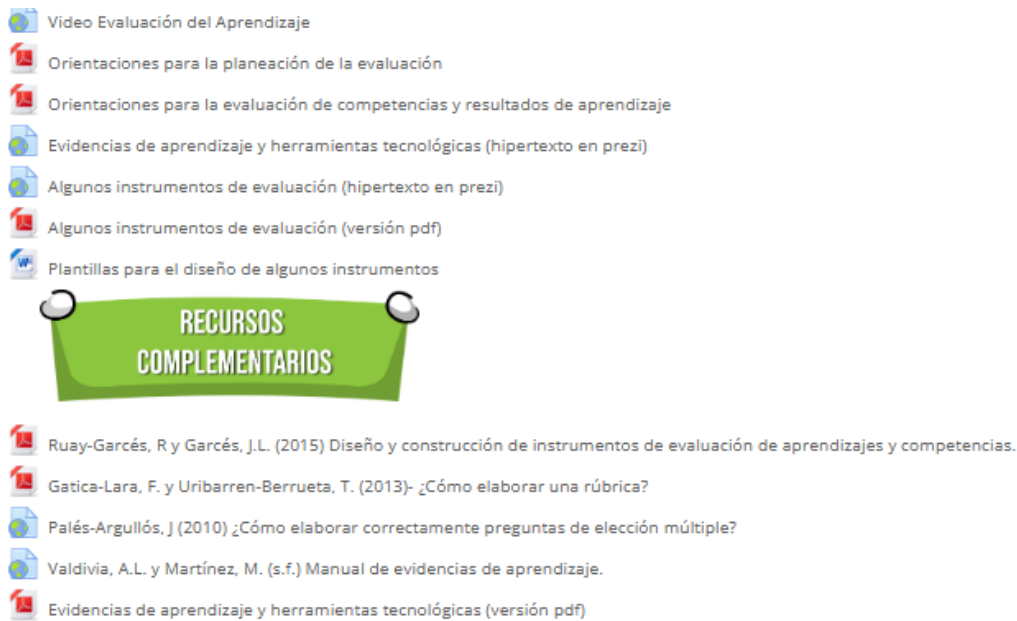 Video Evaluación del Aprendizaje
Orientaciones para la planeación de la evaluación
Orientaciones para la evaluación de competencias y resultados de aprendizaje
Evidencias de aprendizaje y herramientas tecnológicas (hipertexto en prezi)
Algunos instrumentos de evaluación (hipertexto en prezi)
Algunos instrumentos de evaluación (versión pdf)
Plantillas para el diseño de algunos instrumentos
RECURSOS
COMPLEMENTARIOS
Ruay-Garcés, R y Garcés, J.L. (2015) Diseño y construcción de instrumentos de evaluación de aprendizajes y competencias.
Gatica-Lara, F. y Uribarren-Berrueta, T. (2013)- ¿Cómo elaborar una rúbrica?
Palés-Argullós, J (2010) ¿Cómo elaborar correctamente preguntas de elección múltiple?
Valdivia, A.L. y Martínez, M. (s.f.) Manual de evidencias de aprendizaje.
Evidencias de aprendizaje y herramientas tecnológicas (versión pdf)